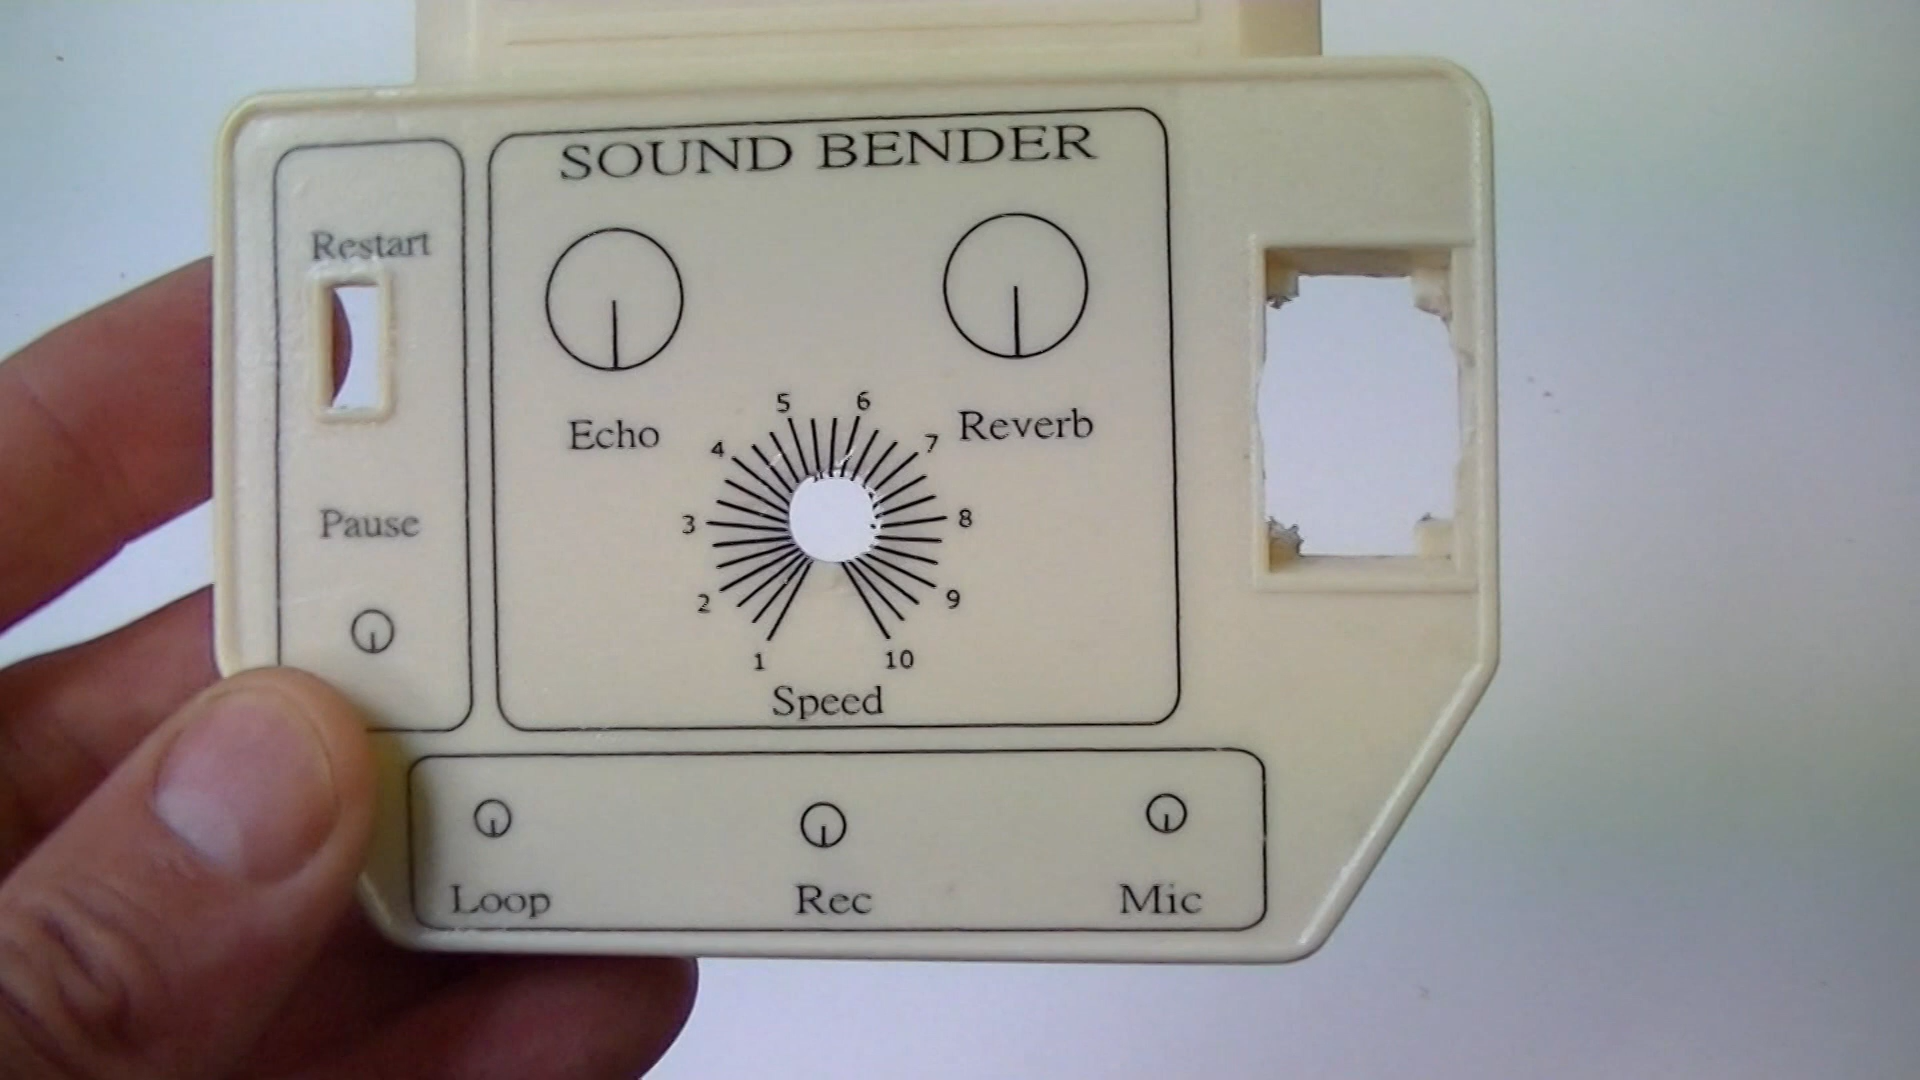 SOUND BENDER
Restart
Echo
Reverb
Pause
1
2
3
4
5
6
7
8
9
10
Speed
Loop
Rec
Mic